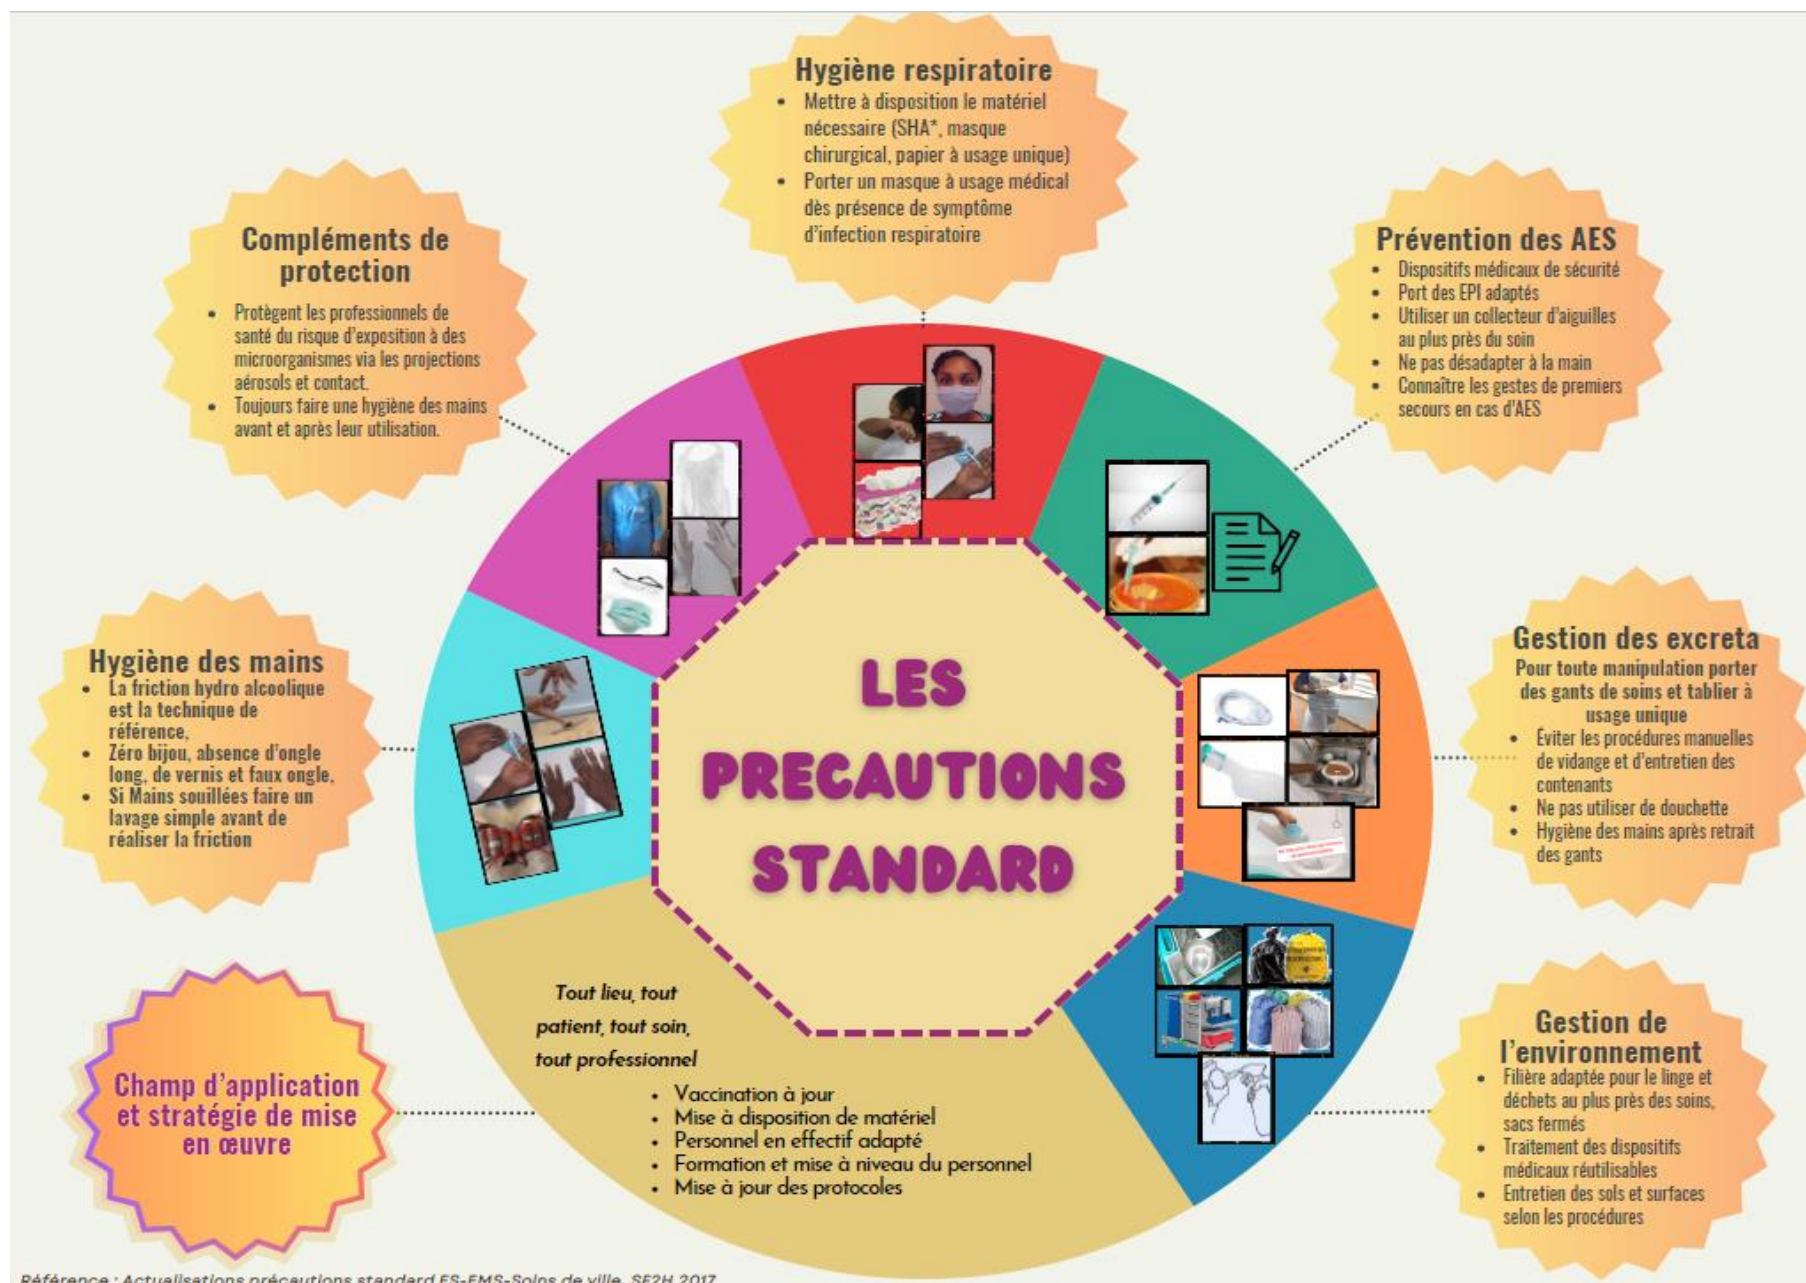 Hygiène respiratoire
• Mettre à disposition le matériel
nécessaire (SHA*, masque
chirurgical, papier à usage unique)
• Porter un masque à usage médical
dès présence de symptôme
d'infection respiratoire
Compléments de
protection
• Protègent les professionnels de
santé du risque d'exposition à des
microorganismes via les projections
aérosols et contact.
• Toujours faire une hygiène des mains
avant et après leur utilisation.
Prévention des AES
• Dispositifs médicaux de sécurité
• Port des EPI adaptés
• Utiliser un collecteur d'aiguilles
au plus près du soin
• Ne pas désadapter à la main
• Connaître les gestes de premiers
secours en cas d'AES
Hygiène des mains
• La friction hydro alcoolique
est la technique de
référence,
• Zéro bijou, absence d'ongle
long, de vernis et faux ongle,
• Si Mains souillées faire un
lavage simple avant de
réaliser la friction
LES
PRECAUTIONS
STANDARD
Gestion des excreta
Pour toute manipulation porter
des gants de soins et tablier à
usage unique
• Éviter les procédures manuelles
de vidange et d'entretien des
contenants
• Ne pas utiliser de douchette
• Hygiène des mains après retrait
des gants
Champ d'application
et stratégie de mise
en œuvre
Tout lieu, tout
patient, tout soin,
tout professionnel
• Vaccination à jour
• Mise à disposition de matériel
• Personnel en effectif adapté
• Formation et mise à niveau du personnel
• Mise à jour des protocoles
Gestion de
l'environnement
• Filière adaptée pour le linge et
déchets au plus près des soins,
sacs fermés
• Traitement des dispositifs
médicaux réutilisables
• Entretien des sols et surfaces
selon les procédures
Référence : Actualisations précautions standard ES-EMS-Soins de ville, SF2H 2017